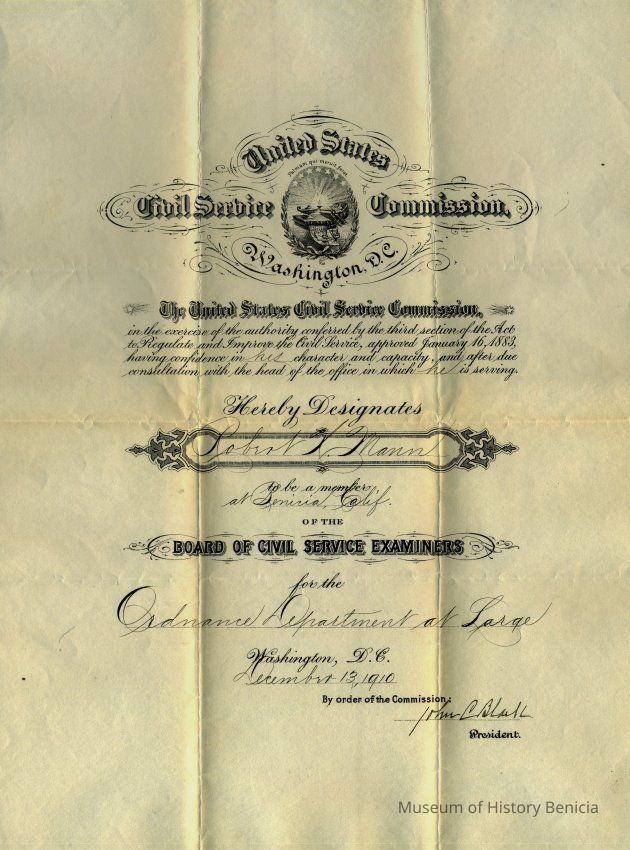 United States
Palmam qui meruit ferat
Civil Service Commission,
Washington, D.C.
The United States Civil Service Commission,
in the exercise of the authority conferred by the third section of the Act
to Regulate and Improve the Civil Service, approved January 16, 1883,
having confidence in his character and capacity, and after due
consultation with the head of the office in which he is serving.
Hereby Designates
Robert Mann
to be a member
at Benicia, Calif.
OF THE
BOARD OF CIVIL SERVICE EXAMINERS
for the
Ordnance Department at Large
Washington, D.C.
December 13, 1910
By order of the Commission:
John C Black
President.
Museum of History Benicia